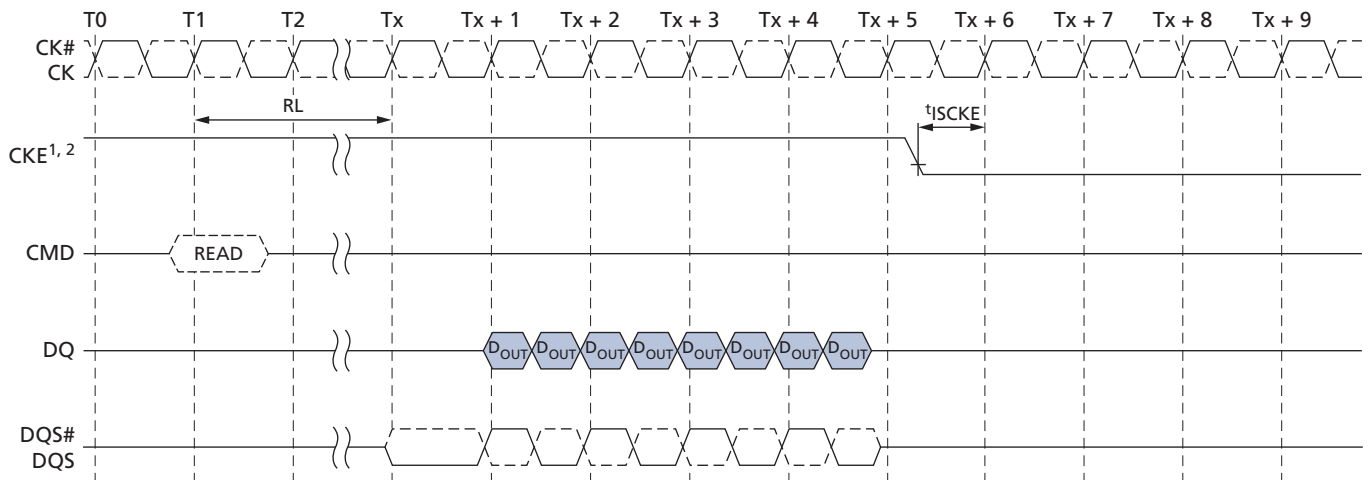 T0 T1 T2 Tx Tx + 1 Tx + 2 Tx + 3 Tx + 4 Tx + 5 Tx + 6 Tx + 7 Tx + 8 Tx + 9
CK#
CK
RL
tISCKE
CKE1, 2
CMD READ
DQ DOUT DOUT DOUT DOUT DOUT DOUT DOUT DOUT
DQS#
DQS